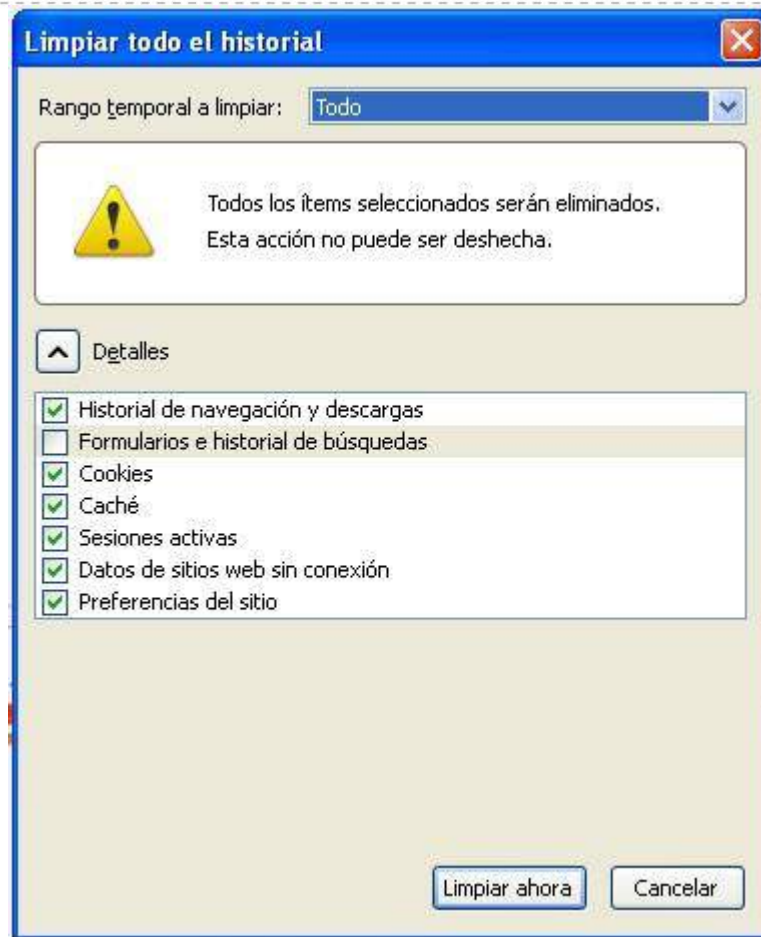 Limpiar todo el historial
Rango temporal a limpiar: Todo
Todos los ítems seleccionados serán eliminados.
Esta acción no puede ser deshecha.
Detalles
Historial de navegación y descargas
Formularios e historial de búsquedas
Cookies
Caché
Sesiones activas
Datos de sitios web sin conexión
Preferencias del sitio
Limpiar ahora Cancelar